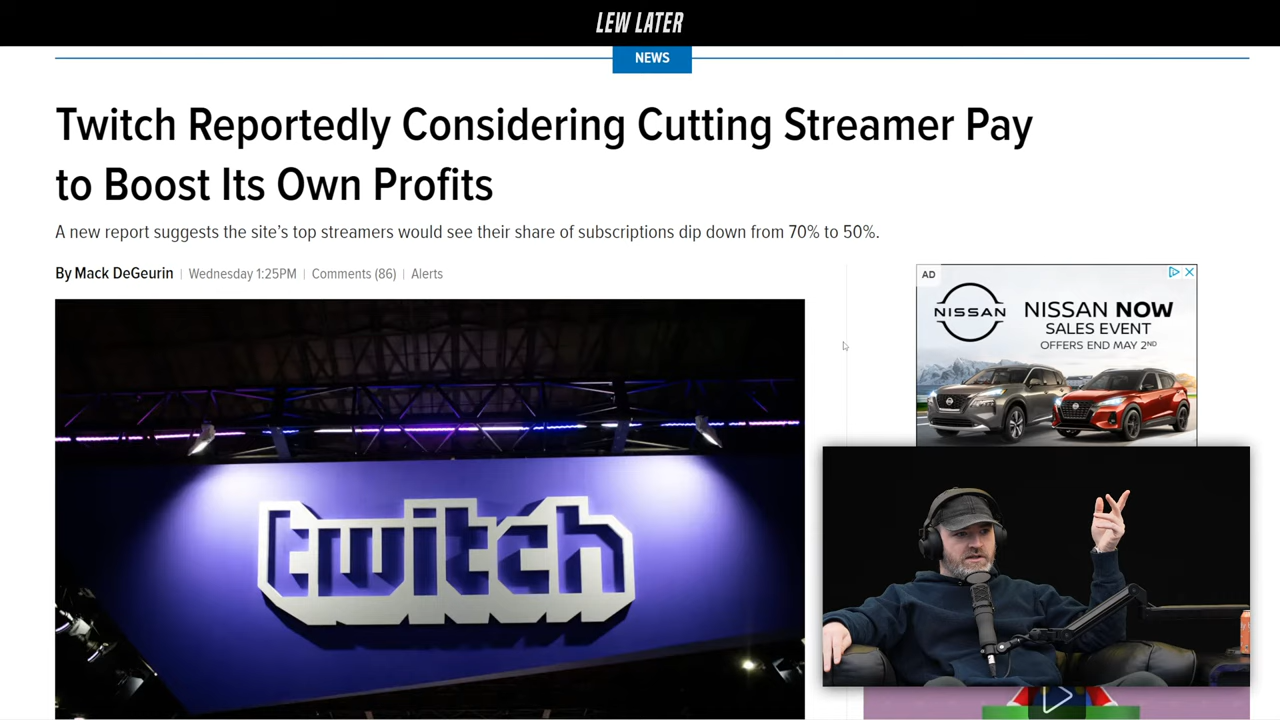 LEW LATER
NEWS
Twitch Reportedly Considering Cutting Streamer Pay
to Boost Its Own Profits
A new report suggests the site's top streamers would see their share of subscriptions dip down from 70% to 50%.
By Mack DeGeurin | Wednesday 1:25PM | Comments (86) | Alerts
AD
NISSAN
NISSAN NOW
SALES EVENT
OFFERS END MAY 2ND
twitch